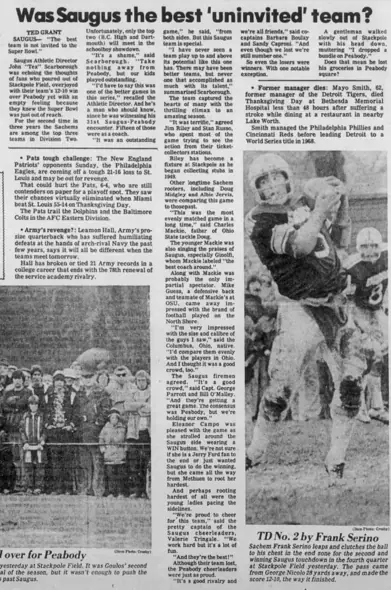 Was Saugus the best 'uninvited' team?
TED GRANT
SAUGUS— "The best
team is not invited to the
Super Bowl."
Saugus Athletic Director
John "Tex" Scarborough
was echoing the thoughts
of fans who poured out of
Stackpole Field, overjoyed
with their team's 12-10 win
over Peabody yet with an
empty feeling because
they knew the Super Bowl
was just out of reach.
For the second time in
three years the Sachems
are among the top three
teams in Division Two.
Unfortunately, only the top
two (B.C. High and Dart-
mouth) will meet in the
schoolboy showdown.
"It's a shame," said
Scarborough. "Take
nothing away from
Peabody, but our kids
played outstanding.
"I'd have to say this was
one of the better games in
the series," recalled the
Athletic Director. And he's
a man who should know,
since he was witnessing his
31st Saugus-Peabody
encounter. Fifteen of those
were as a coach.
"It was an outstanding
game," he said, "from
both sides. But this Saugus
team is special.
"I have never seen a
team play up to and above
its potential like this one
has. There may have been
better teams, but never
one that accomplished as
much with its talent,"
summarized Scarborough.
The team captured the
hearts of many with the
thrilling climax to an
amazing season.
"It was terrific," agreed
Jim Riley and Stan Russo,
who spent most of the
game trying to see the
action from their ticket-
collectors stations.
Riley has become a
fixture at Stackpole as he
began collecting stubs in
1949.
Other longtime Sachem
rooters, including Doug
Midgley and Albie Jervis,
were comparing this game
to those past.
"This was the most
evenly matched game in a
long time," said Charles
Mackie, father of Ohio
State tackle Doug.
The younger Mackie was
also singing the praises of
Saugus, especially Ginolfi,
whom Mackie labeled "the
best coach around."
Along with Mackie was
probably the only im-
partial spectator. Mike
Guess, a defensive back
and teamate of Mackie's at
OSU, came away im-
pressed with the brand of
football played on the
North Shore.
"I'm very impressed
with the size and calibre of
the guys I saw," said the
Columbus, Ohio, native.
"I'd compare them evenly
with the players in Ohio.
And I thought it was a good
crowd, too."
The Saugus firemen
agreed. "It's a good
crowd," said Capt. George
Parrott and Bill O'Malley.
"And they're getting a
great game. The consensus
was Peabody, but we're
holding our own."
Eleanor Campo was
pleased with the game as
she strolled around the
Saugus side wearing a
WIN button. We're not sure
if she is a Jerry Ford fan to
the end or just wanted
Saugus to do the winning,
but she came all the way
from Methuen to root her
hardest.
And perhaps rooting
hardest of all were the
young ladies pacing the
sidelines.
"We're proud to cheer
for this team," said the
pretty captain of the
Saugus cheerleaders,
Valarie Tringale. "We
work hard but it's a lot of
fun.
"And they're the best!"
Although their team lost,
the Peabody cheerleaders
were just as proud.
"It's a good rivalry and
we're all friends," said co-
captains Barbara Boulay
and Sandy Caprosi. "And
even though we lost we're
still number one."
So even the losers were
winners. With one notable
exception.
A gentleman walked
slowly out of Stackpole
with his head down,
muttering "I dropped a
bundle on Peabody."
Does that mean he lost
his groceries in Peabody
square?
• Pats tough challenge: The New England
Patriots' opponents Sunday, the Philadelphia
Eagles, are coming off a tough 21-16 loss to St.
Louis and may be out for revenge.
That could hurt the Pats, 6-4, who are still
contenders on paper for a playoff spot. They saw
their chances virtually eliminated when Miami
beat St. Louis 55-14 on Thanksgiving Day.
The Pats trail the Dolphins and the Baltimore
Colts in the AFC Eastern Division.
• Army's revenge?: Leamon Hall, Army's pro-
size quarterback who has suffered humiliating
defeats at the hands of arch-rival Navy the past
few years, says it will all be different when the
teams meet tomorrow.
Hall has broken or tied 31 Army records in a
college career that ends with the 78th renewal of
the service academy rivalry.
• Former manager dies: Mayo Smith, 62,
former manager of the Detroit Tigers, died
Thanksgiving Day at Bethesda Memorial
Hospital less than 48 hours after suffering a
stroke while dining at a restaurant in nearby
Lake Worth.
Smith managed the Philadelphia Phillies and
Cincinnati Reds before leading Detroit to a
World Series title in 1968.
l over for Peabody
yesterday at Stackpole Field. It was Goulos' second
al of the season, but it wasn't enough to push the
s past Saugus.
TD No. 2 by Frank Serino
Sachem Frank Serino leaps and clutches the ball
to his chest in the end zone for the second and
winning Saugus touchdown in the fourth quarter
at Stackpole Field yesterday. The pass came
from George Nicolo 39 yards away, and made the
score 12-10, the way it finished.